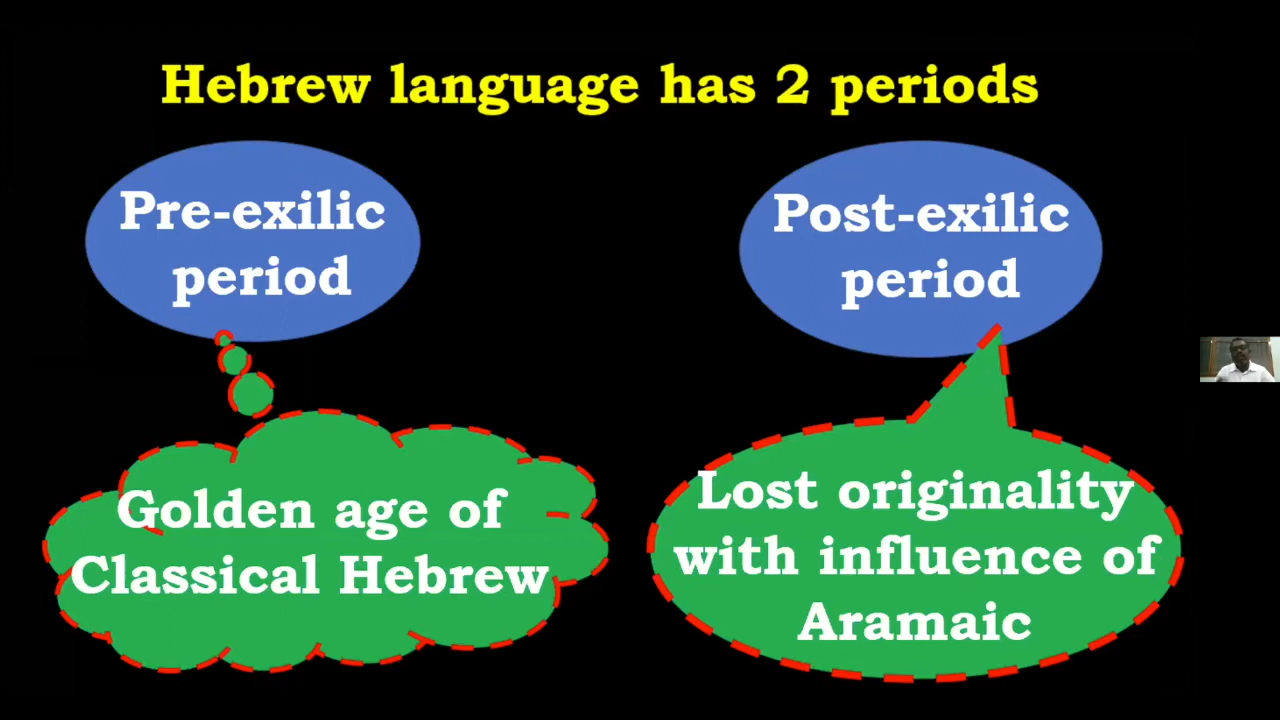 Hebrew language has 2 periods
Pre-exilic
period
Golden age of
Classical Hebrew
Post-exilic
period
Lost originality
with influence of
Aramaic